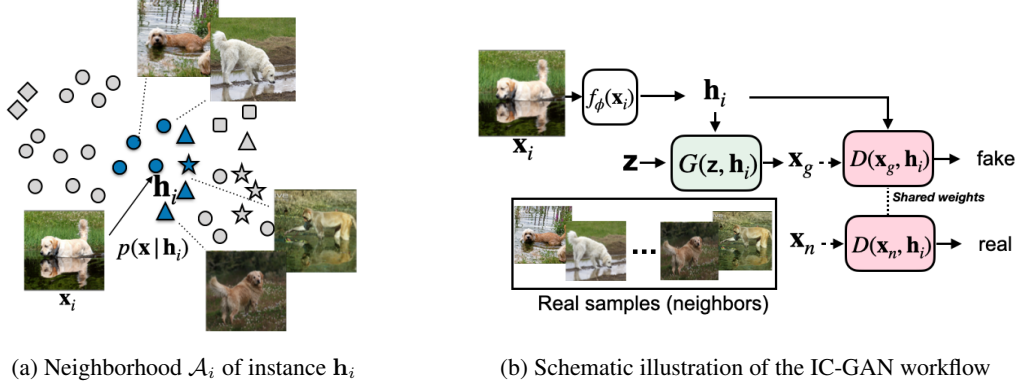 h_i
p(x | h_i)
x_i
(a) Neighborhood A_i of instance h_i
x_i
f_ϕ(x_i)
h_i
z
G(z, h_i)
x_g
D(x_g, h_i)
fake
Shared weights
...
x_n
D(x_n, h_i)
real
Real samples (neighbors)
(b) Schematic illustration of the IC-GAN workflow